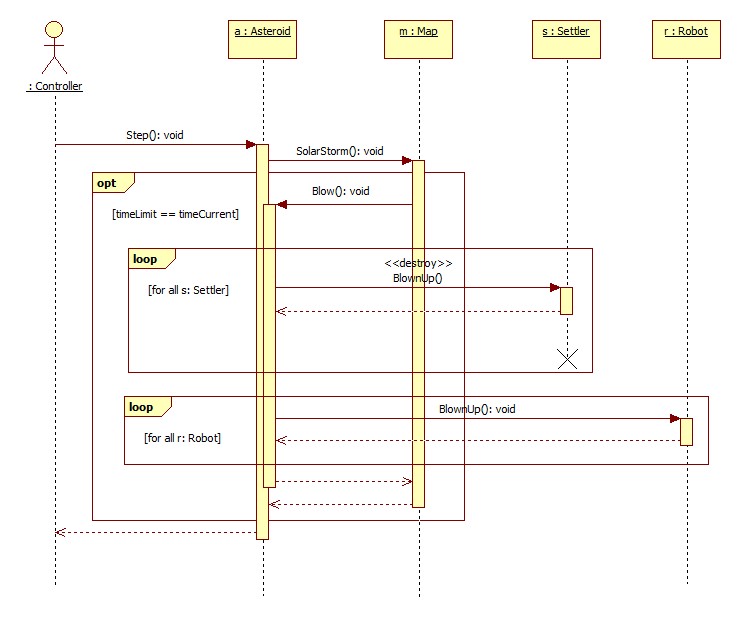 a : Asteroid
m : Map
s : Settler
r : Robot
: Controller
Step(): void
SolarStorm(): void
opt
Blow(): void
[timeLimit == timeCurrent]
loop
<<destroy>>
BlownUp()
[for all s: Settler]
loop
BlownUp(): void
[for all r: Robot]